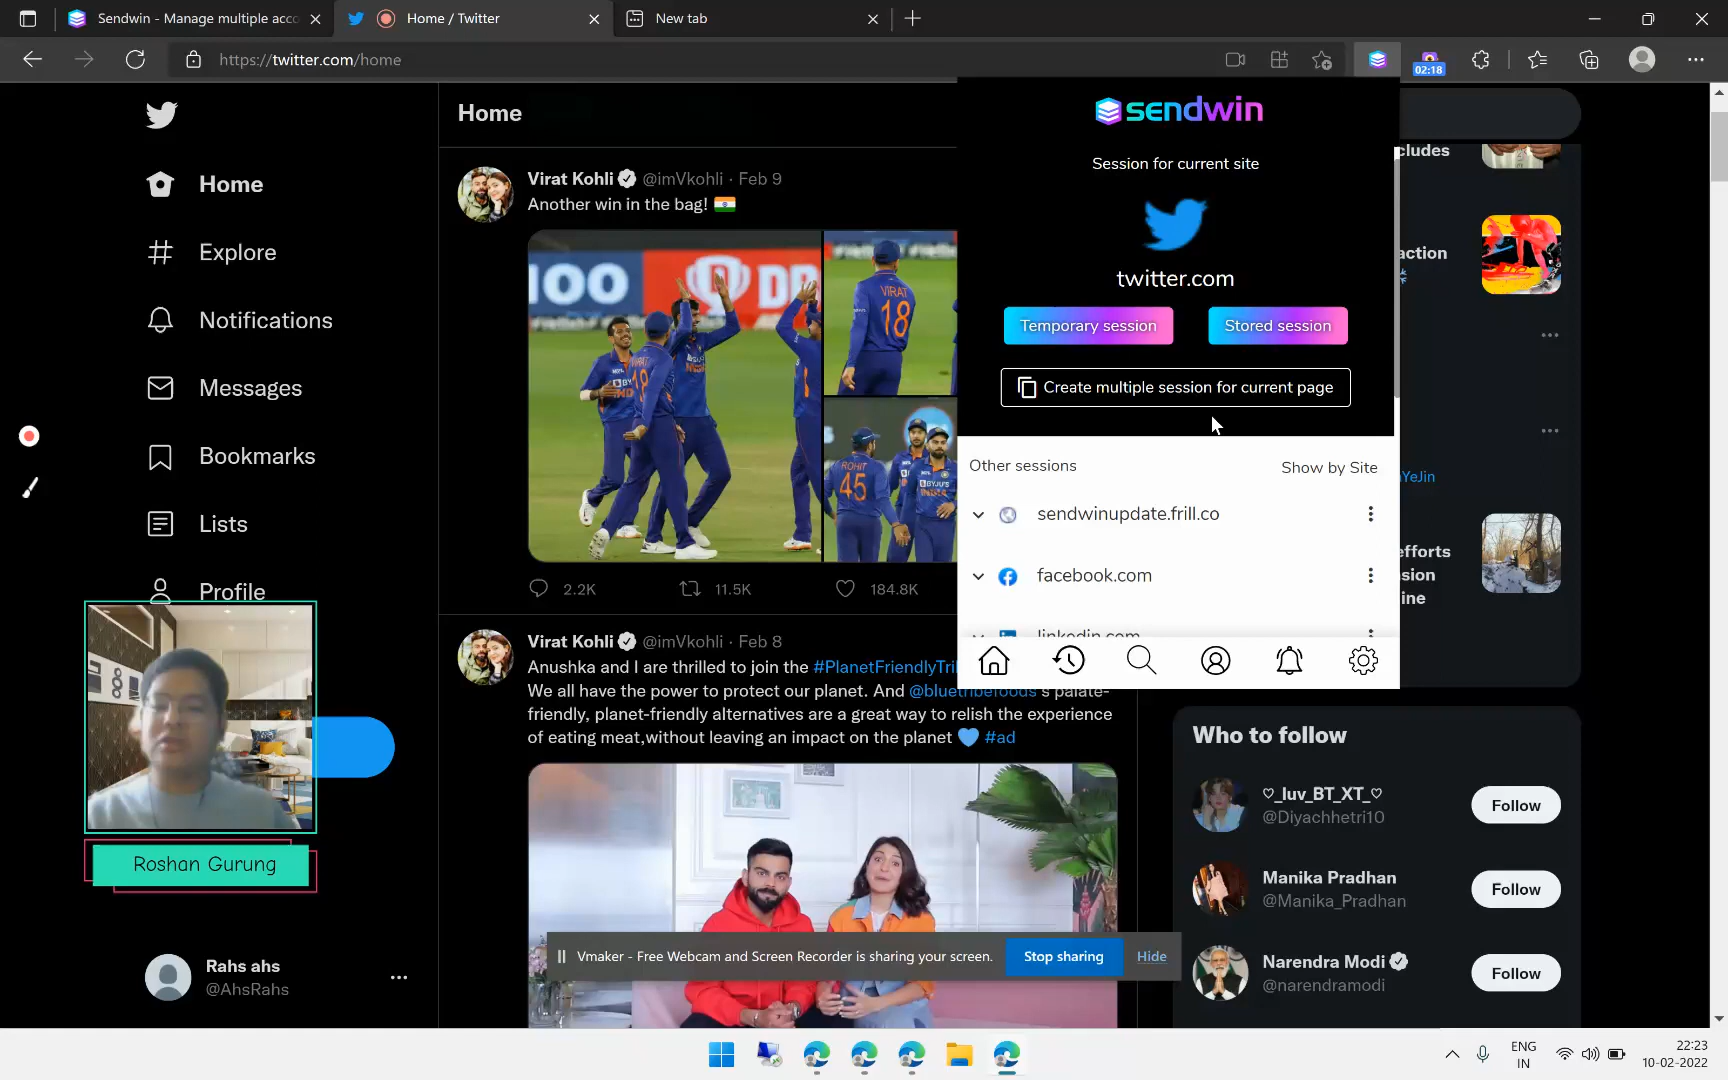 Sendwin - Manage multiple acco
Home / Twitter
New tab
https://twitter.com/home
02:18
Home
Home
Explore
Notifications
Messages
Bookmarks
Lists
Profile
Roshan Gurung
Rahs ahs
@AhsRahs
Virat Kohli @imVkohli · Feb 9
Another win in the bag! 🇮🇳
VIRAT
18
ROHIT
45
BYJU'S
2.2K
11.5K
184.8K
Virat Kohli @imVkohli · Feb 8
Anushka and I are thrilled to join the #PlanetFriendlyTri
We all have the power to protect our planet. And @bluetribefoods's palate-
friendly, planet-friendly alternatives are a great way to relish the experience
of eating meat,without leaving an impact on the planet 💙 #ad
sendwin
Session for current site
twitter.com
Temporary session
Stored session
Create multiple session for current page
Other sessions
Show by Site
sendwinupdate.frill.co
facebook.com
linkedin.com
cludes
action
YeJin
efforts
sion
ine
Who to follow
♡_luv_BT_XT_♡
@Diyachhetri10
Follow
Manika Pradhan
@Manika_Pradhan
Follow
Narendra Modi
@narendramodi
Follow
Vmaker - Free Webcam and Screen Recorder is sharing your screen.
Stop sharing
Hide
ENG
IN
22:23
10-02-2022